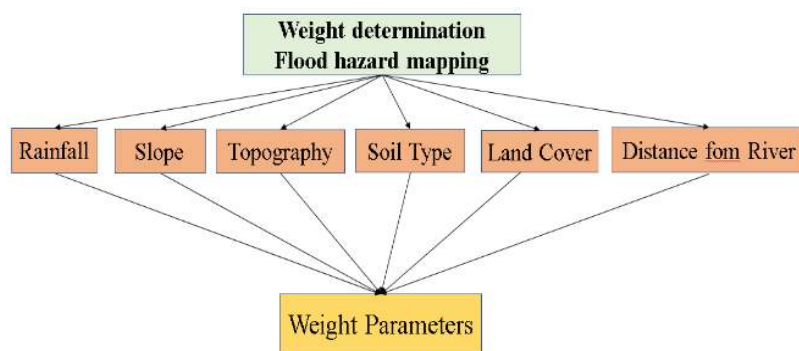 Weight determination
Flood hazard mapping
Rainfall
Slope
Topography
Soil Type
Land Cover
Distance fom River
Weight Parameters